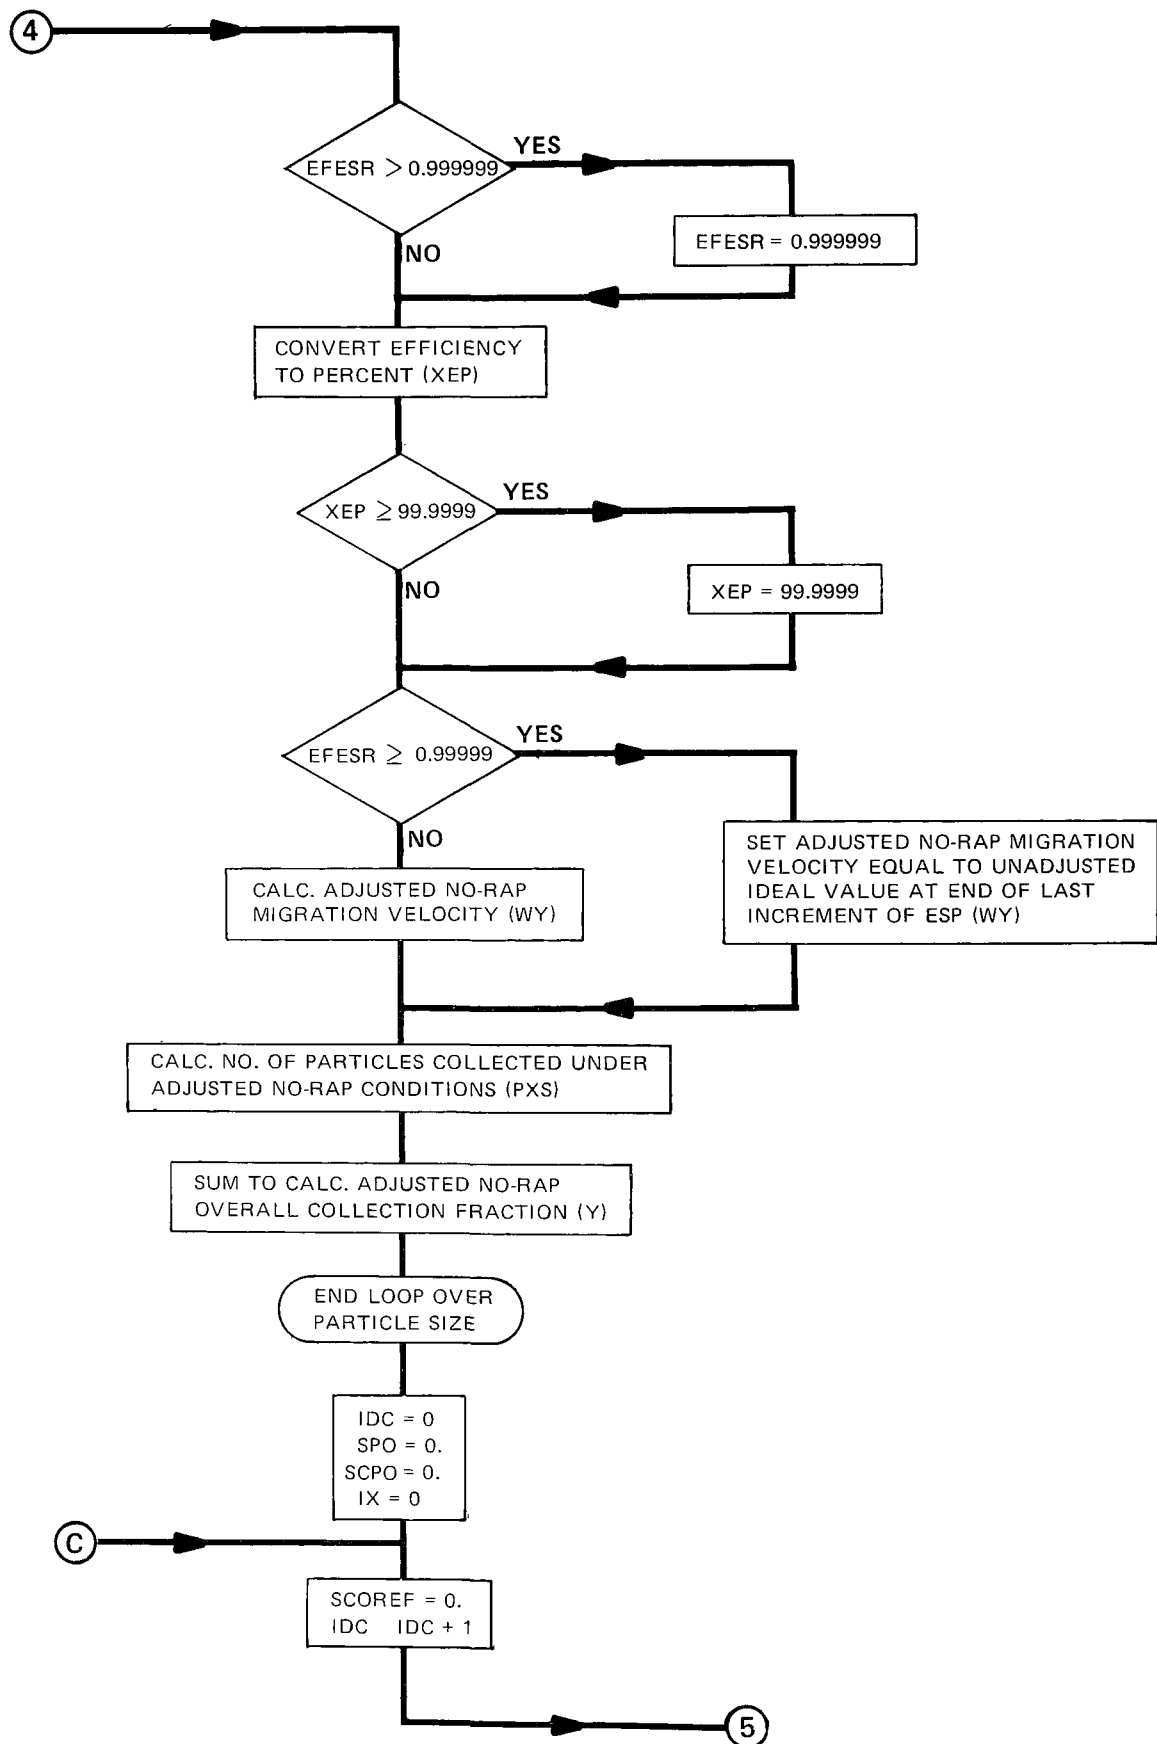 4
EFESR > 0.999999
YES
EFESR = 0.999999
NO
CONVERT EFFICIENCY
TO PERCENT (XEP)
XEP ≥ 99.9999
YES
XEP = 99.9999
NO
EFESR ≥ 0.99999
YES
SET ADJUSTED NO-RAP MIGRATION
VELOCITY EQUAL TO UNADJUSTED
IDEAL VALUE AT END OF LAST
INCREMENT OF ESP (WY)
NO
CALC. ADJUSTED NO-RAP
MIGRATION VELOCITY (WY)
CALC. NO. OF PARTICLES COLLECTED UNDER
ADJUSTED NO-RAP CONDITIONS (PXS)
SUM TO CALC. ADJUSTED NO-RAP
OVERALL COLLECTION FRACTION (Y)
END LOOP OVER
PARTICLE SIZE
IDC = 0
SPO = 0.
SCPO = 0.
IX = 0
C
SCOREF = 0.
IDC IDC + 1
5